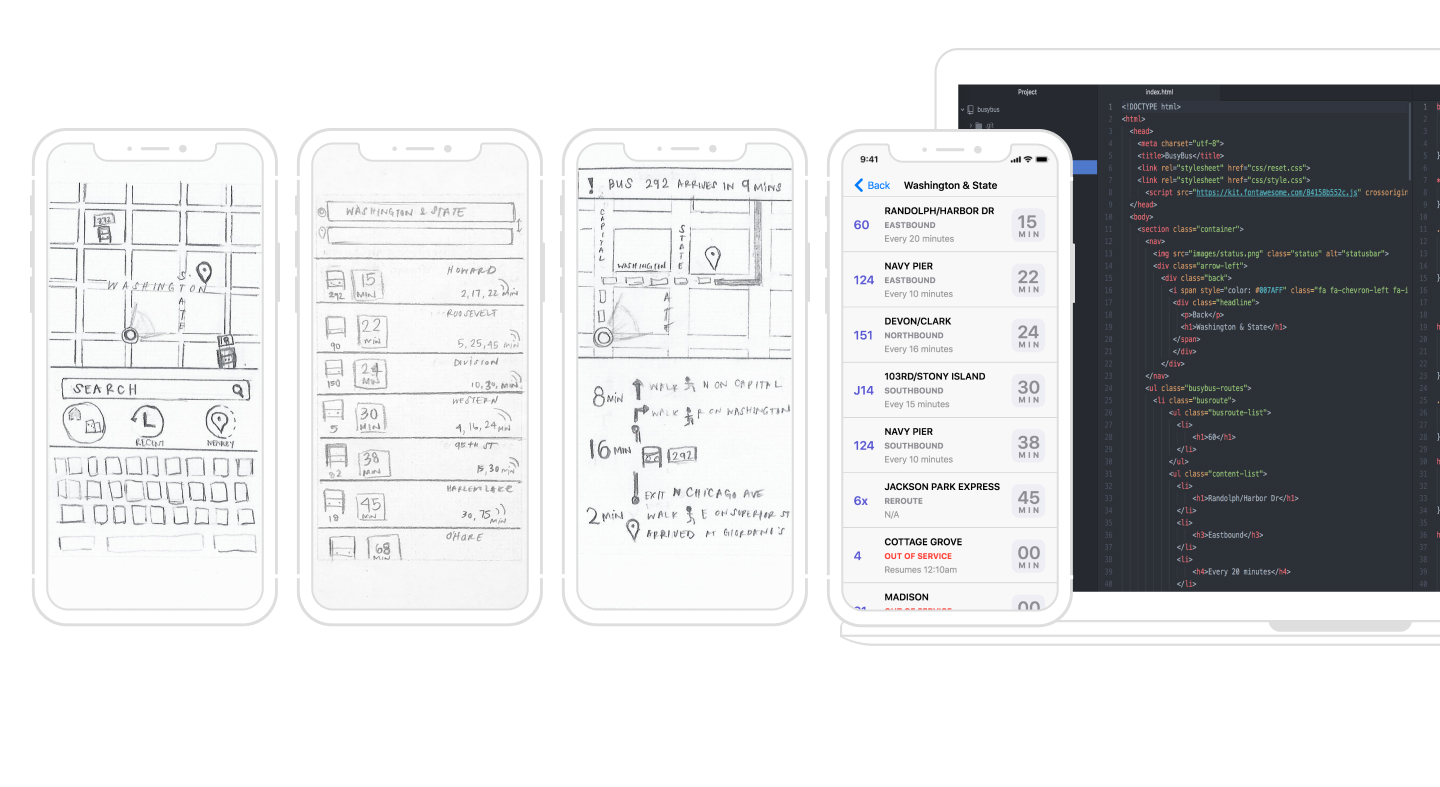 292
S.
WASHINGTON
A
T
E
18
SEARCH
RECENT
NEARBY
WASHINGTON & STATE
292
15
MIN
HOWARD
2, 17, 22 MIN
90
22
MIN
ROOSEVELT
5, 25, 45 MIN
150
24
MIN
DIVISION
10, 30, MIN
5
30
MIN
WESTERN
4, 16, 24 MIN
82
38
MIN
95TH ST
15, 30 MIN
18
45
MIN
HARLEM LAKE
30, 75 MIN
68
MIN
O'HARE
! BUS 292 ARRIVES IN 9 MINS
CAPITAL
STATE
WASHINGTON
8 MIN
WALK N ON CAPITAL
WALK R ON WASHINGTON
16 MIN
292
EXIT N CHICAGO AVE
2 MIN
WALK E ON SUPERIOR ST
ARRIVED AT GIORDANO'S
9:41
Back
Washington & State
60
RANDOLPH/HARBOR DR
EASTBOUND
Every 20 minutes
15
MIN
124
NAVY PIER
EASTBOUND
Every 10 minutes
22
MIN
151
DEVON/CLARK
NORTHBOUND
Every 16 minutes
24
MIN
J14
103RD/STONY ISLAND
SOUTHBOUND
Evey 15 minutes
30
MIN
124
NAVY PIER
SOUTHBOUND
Every 10 minutes
38
MIN
6x
JACKSON PARK EXPRESS
REROUTE
N/A
45
MIN
4
COTTAGE GROVE
OUT OF SERVICE
Resumes 12:10am
00
MIN
MADISON
OUT OF SERVICE
00
Project
busybus
.git
index.html
1 <!DOCTYPE html>
2 <html>
3 <head>
4 <meta charset="utf-8">
5 <title>BusyBus</title>
6 <link rel="stylesheet" href="css/reset.css">
7 <link rel="stylesheet" href="css/style.css">
8 <script src="https://kit.fontawesome.com/84158b552c.js" crossorigin
9 </head>
10 <body>
11 <section class="container">
12 <nav>
13 <img src="images/status.png" class="status" alt="statusbar">
14 <div class="arrow-left">
15 <div class="back">
16 <i span style="color: #007AFF" class="fa fa-chevron-left fa-i
17 <div class="headline">
18 <p>Back</p>
19 <h1>Washington & State</h1>
20 </span>
21 </div>
22 </div>
23 </nav>
24 <ul class="busybus-routes">
25 <li class="busroute">
26 <ul class="busroute-list">
27 <li>
28 <h1>60</h1>
29 </li>
30 </ul>
31 <ul class="content-list">
32 <li>
33 <h1>Randolph/Harbor Dr</h1>
34 </li>
35 <li>
36 <h3>Eastbound</h3>
37 </li>
38 <li>
39 <h4>Every 20 minutes</h4>
40 </li>